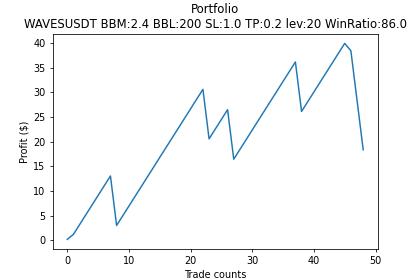 Portfolio
WAVESUSDT BBM:2.4 BBL:200 SL:1.0 TP:0.2 lev:20 WinRatio:86.0
40
35
30
25
20
15
10
5
0
Profit ($)
0 10 20 30 40 50
Trade counts